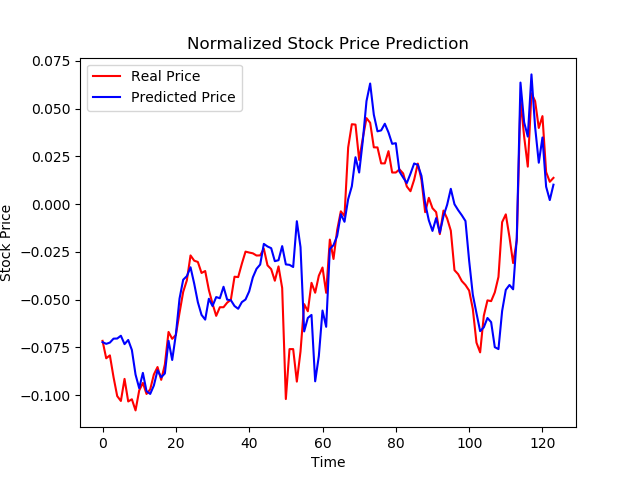 Normalized Stock Price Prediction
Real Price
Predicted Price
Stock Price
0.075
0.050
0.025
0.000
−0.025
−0.050
−0.075
−0.100
0 20 40 60 80 100 120
Time